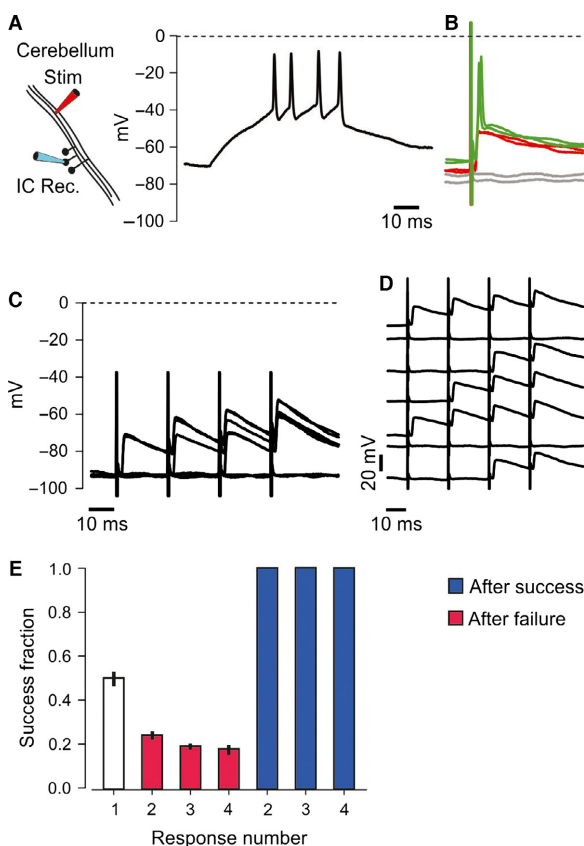 A
Cerebellum
Stim
IC Rec.
mV
0
−20
−40
−60
−80
−100
10 ms
B
C
mV
0
−20
−40
−60
−80
−100
10 ms
D
20 mV
10 ms
E
Success fraction
1.0
0.8
0.6
0.4
0.2
0.0
1 2 3 4 2 3 4
Response number
After success
After failure